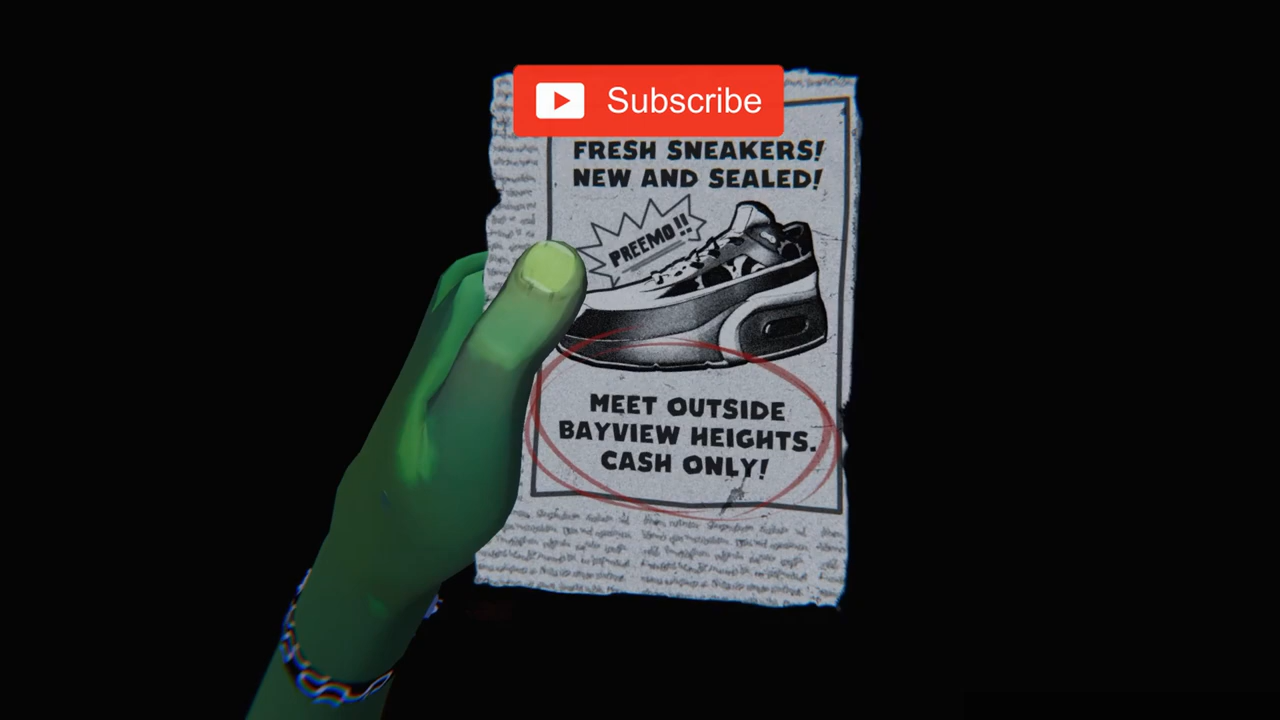 Subscribe
FRESH SNEAKERS!
NEW AND SEALED!
PREEMO!!
MEET OUTSIDE
BAYVIEW HEIGHTS.
CASH ONLY!